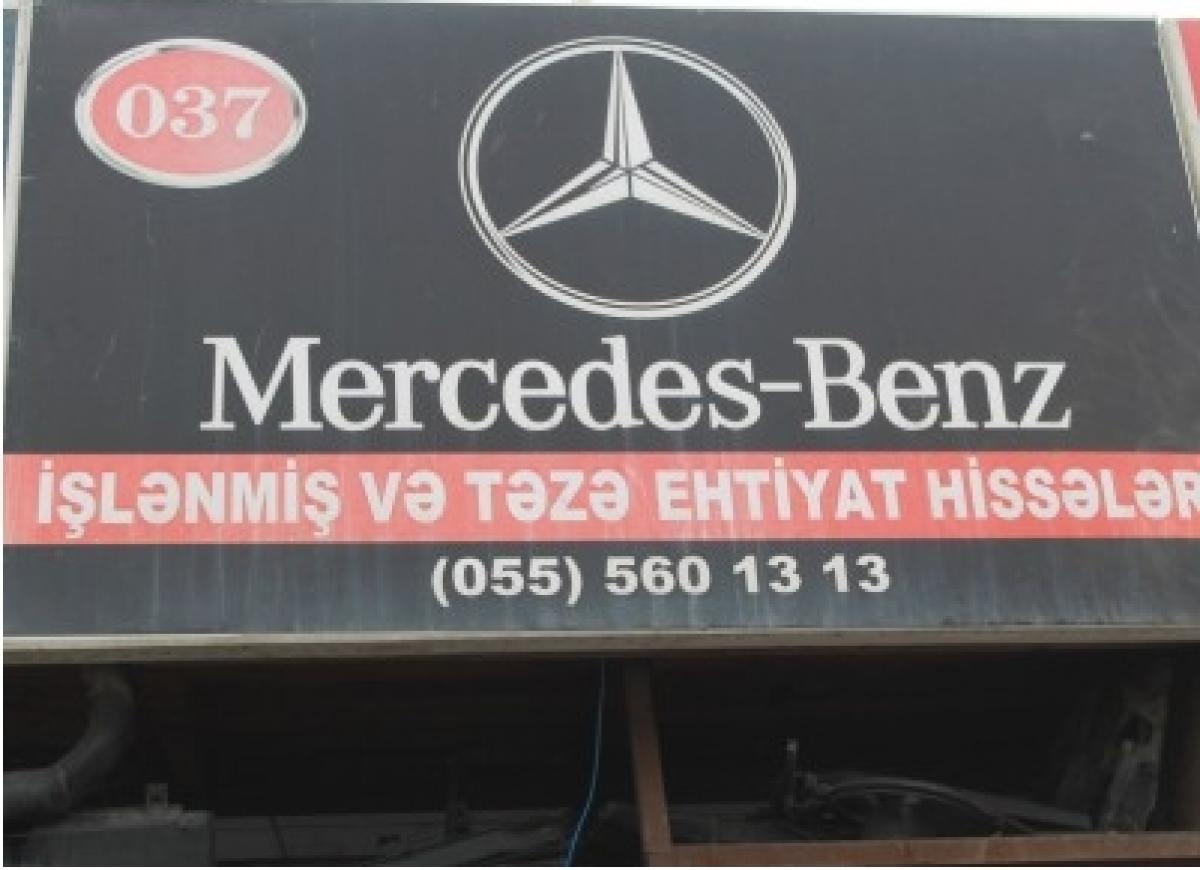 037
Mercedes-Benz
İŞLƏNMİŞ VƏ TƏZƏ EHTİYAT HİSSƏLƏR
(055) 560 13 13